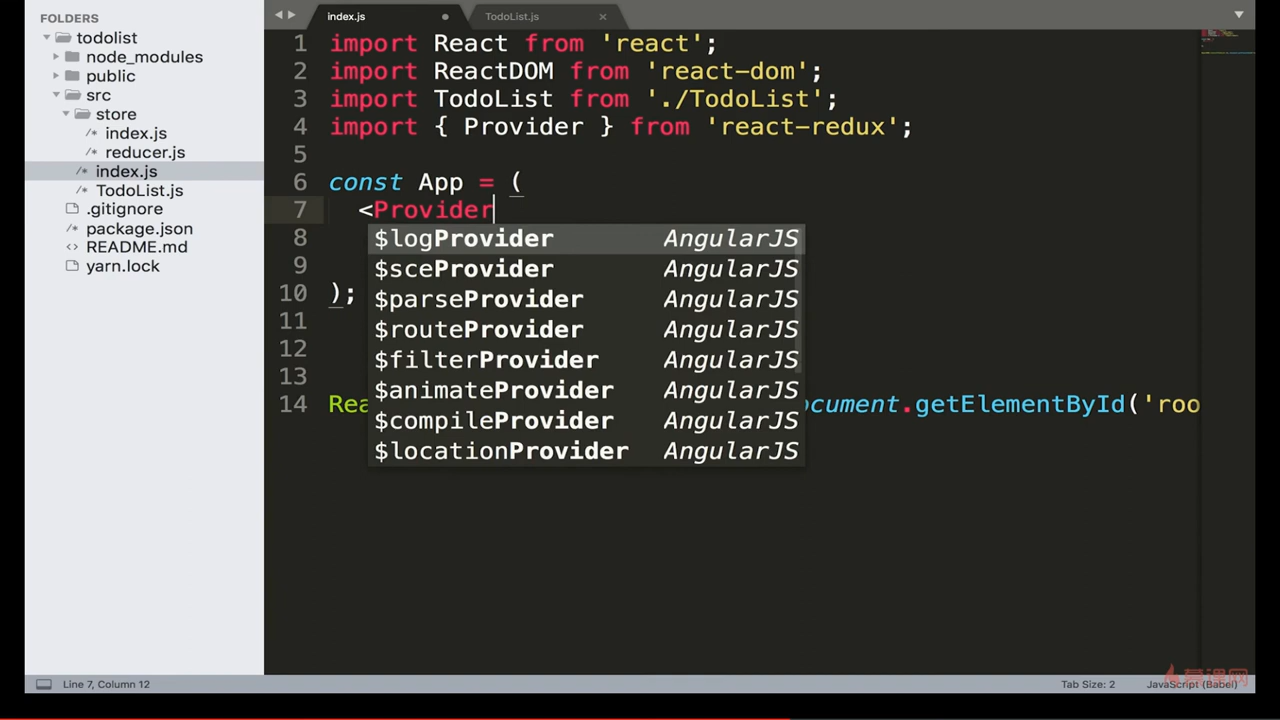 FOLDERS
todolist
node_modules
public
src
store
/* index.js
/* reducer.js
/* index.js
/* TodoList.js
.gitignore
<> package.json
<> README.md
yarn.lock
index.js
TodoList.js
1 import React from 'react';
2 import ReactDOM from 'react-dom';
3 import TodoList from './TodoList';
4 import { Provider } from 'react-redux';
5
6 const App = (
7 <Provider
8
9
10 );
11
12
13
14 Rea ocument.getElementById('roo
$logProvider AngularJS
$sceProvider AngularJS
$parseProvider AngularJS
$routeProvider AngularJS
$filterProvider AngularJS
$animateProvider AngularJS
$compileProvider AngularJS
$locationProvider AngularJS
Line 7, Column 12
Tab Size: 2
JavaScript (Babel)
慕课网